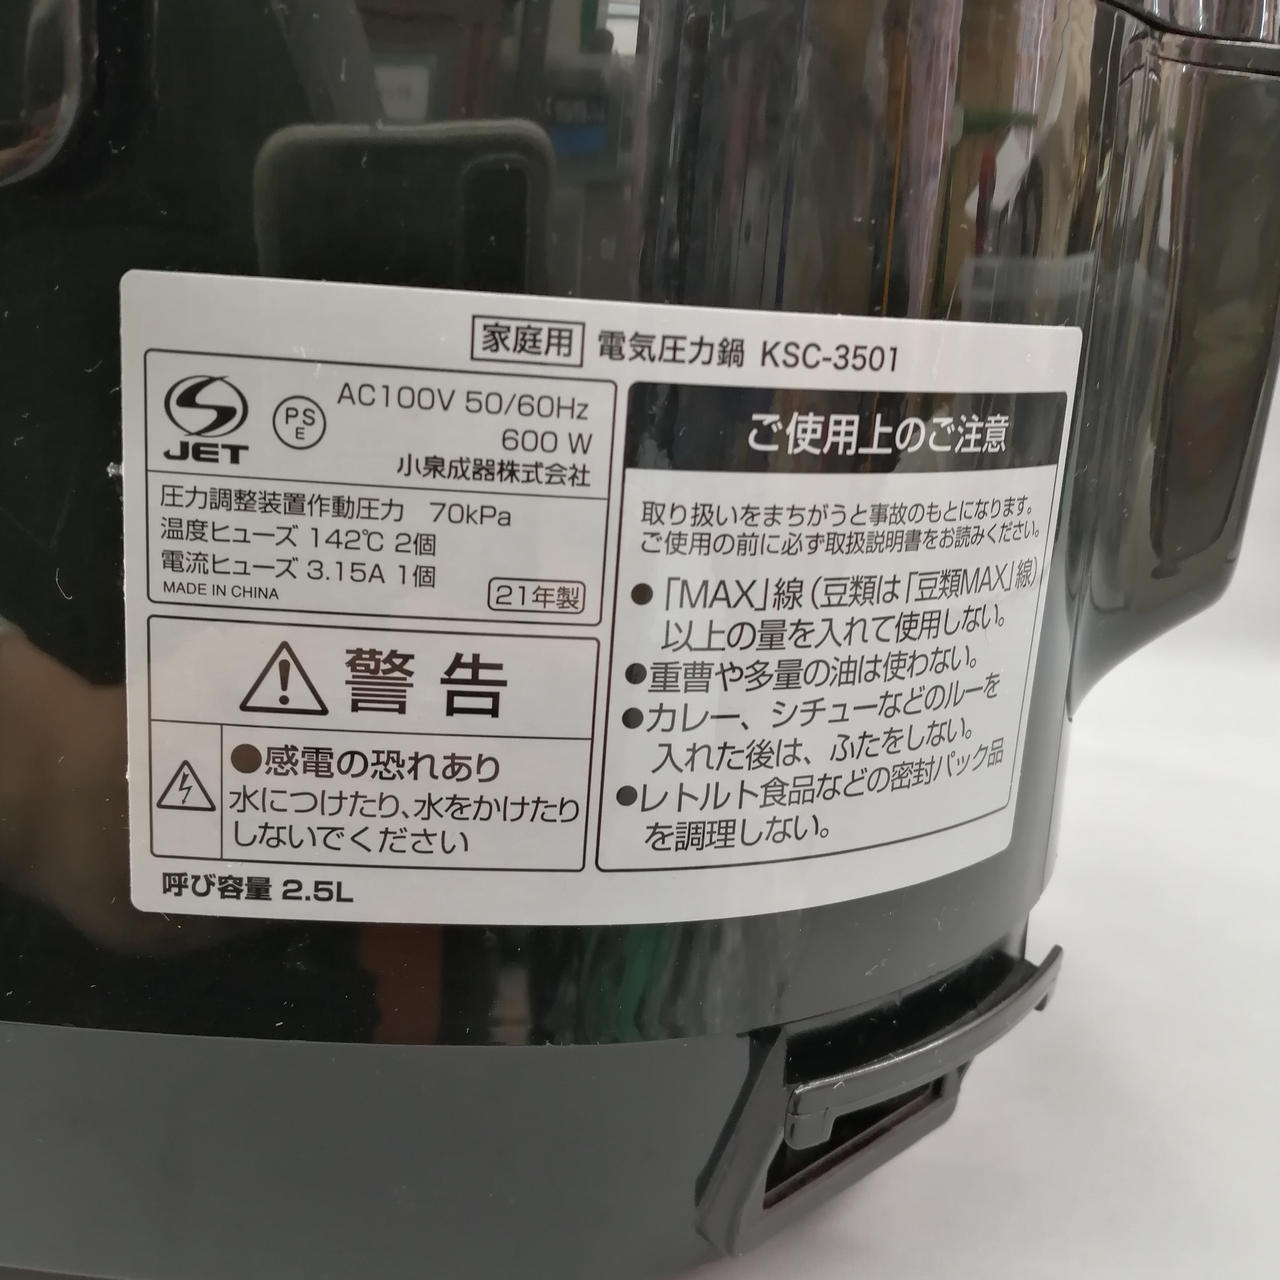 家庭用 電気圧力鍋 KSC-3501
JET
PS
E
AC100V 50/60Hz
600 W
小泉成器株式会社
圧力調整装置作動圧力 70kPa
温度ヒューズ 142℃ 2個
電流ヒューズ 3.15A 1個
MADE IN CHINA
21年製
警告
●感電の恐れあり
水につけたり、水をかけたり
しないでください
呼び容量 2.5L
ご使用上のご注意
取り扱いをまちがうと事故のもとになります。
ご使用の前に必ず取扱説明書をお読みください。
●「MAX」線(豆類は「豆類MAX」線)
以上の量を入れて使用しない。
●重曹や多量の油は使わない。
●カレー、シチューなどのルーを
入れた後は、ふたをしない。
●レトルト食品などの密封パック品
を調理しない。